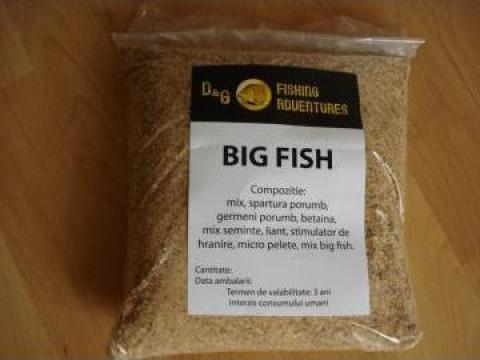 D&G FISHING
ADVENTURES
BIG FISH
Compozitie:
mix, spartura porumb,
germeni porumb, betaina,
mix seminte, liant, stimulator de
hranire, micro pelete, mix big fish.
Cantitate:
Data ambalarii:
Termen de valabilitate: 3 ani
Interzis consumului umani